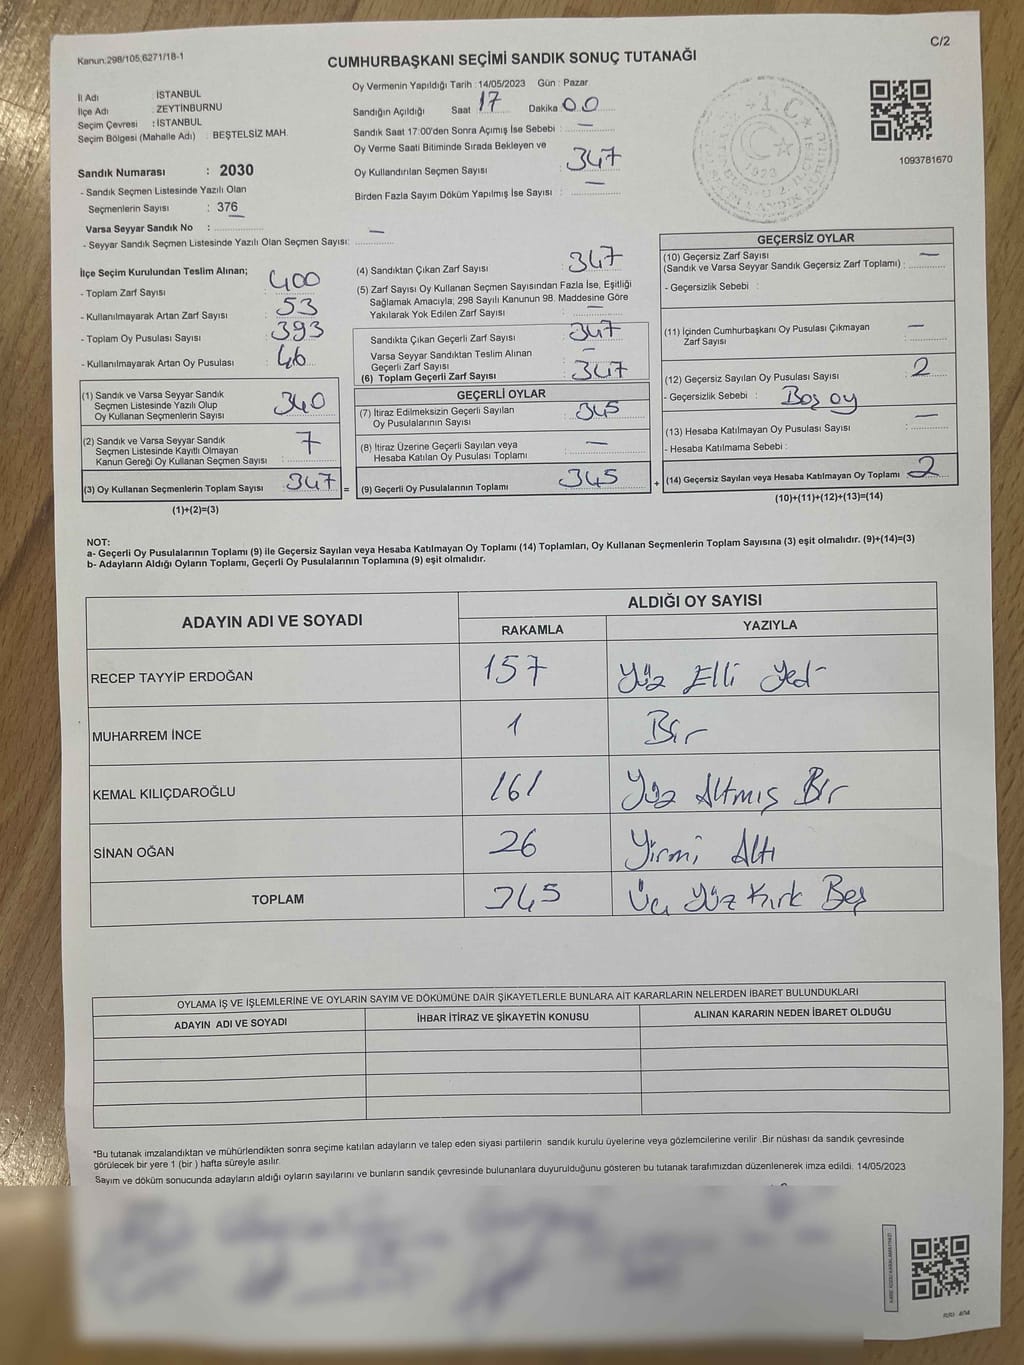 Kanun:298/105,6271/18-1
C/2
CUMHURBAŞKANI SEÇİMİ SANDIK SONUÇ TUTANAĞI
İl Adı : İSTANBUL
İlçe Adı : ZEYTİNBURNU
Seçim Çevresi : İSTANBUL
Seçim Bölgesi (Mahalle Adı) : BEŞTELSİZ MAH.
Sandık Numarası : 2030
- Sandık Seçmen Listesinde Yazılı Olan
Seçmenlerin Sayısı : 376
Varsa Seyyar Sandık No :
- Seyyar Sandık Seçmen Listesinde Yazılı Olan Seçmen Sayısı: —
Oy Vermenin Yapıldığı Tarih : 14/05/2023 Gün : Pazar
Sandığın Açıldığı Saat 17 Dakika 00
Sandık Saat 17:00'den Sonra Açımış İse Sebebi : —
Oy Verme Saati Bitiminde Sırada Bekleyen ve
Oy Kullandırılan Seçmen Sayısı : 347
Birden Fazla Sayım Döküm Yapılmış İse Sayısı : —
T.C.
1923
1093781670
İlçe Seçim Kurulundan Teslim Alınan;
- Toplam Zarf Sayısı : 400
- Kullanılmayarak Artan Zarf Sayısı : 53
- Toplam Oy Pusulası Sayısı : 393
- Kullanılmayarak Artan Oy Pusulası : 46
(1) Sandık ve Varsa Seyyar Sandık
Seçmen Listesinde Yazılı Olup
Oy Kullanan Seçmenlerin Sayısı : 340
(2) Sandık ve Varsa Seyyar Sandık
Seçmen Listesinde Kayıtlı Olmayan
Kanun Gereği Oy Kullanan Seçmen Sayısı : 7
(3) Oy Kullanan Seçmenlerin Toplam Sayısı : 347 =
(1)+(2)=(3)
(4) Sandıktan Çıkan Zarf Sayısı : 347
(5) Zarf Sayısı Oy Kullanan Seçmen Sayısından Fazla İse, Eşitliği
Sağlamak Amacıyla, 298 Sayılı Kanunun 98. Maddesine Göre
Yakılarak Yok Edilen Zarf Sayısı : —
Sandıkta Çıkan Geçerli Zarf Sayısı : 347
Varsa Seyyar Sandıktan Teslim Alınan
Geçerli Zarf Sayısı : —
(6) Toplam Geçerli Zarf Sayısı : 347
GEÇERLİ OYLAR
(7) İtiraz Edilmeksizin Geçerli Sayılan
Oy Pusulalarının Sayısı : 345
(8) İtiraz Üzerine Geçerli Sayılan veya
Hesaba Katılan Oy Pusulası Toplamı : —
(9) Geçerli Oy Pusulalarının Toplamı : 345 +
GEÇERSİZ OYLAR
(10) Geçersiz Zarf Sayısı
(Sandık ve Varsa Seyyar Sandık Geçersiz Zarf Toplamı) : —
- Geçersizlik Sebebi :
(11) İçinden Cumhurbaşkanı Oy Pusulası Çıkmayan
Zarf Sayısı : —
(12) Geçersiz Sayılan Oy Pusulası Sayısı : 2
- Geçersizlik Sebebi : Boş oy
(13) Hesaba Katılmayan Oy Pusulası Sayısı : —
- Hesaba Katılmama Sebebi :
(14) Geçersiz Sayılan veya Hesaba Katılmayan Oy Toplamı : 2
(10)+(11)+(12)+(13)=(14)
NOT:
a- Geçerli Oy Pusulalarının Toplamı (9) ile Geçersiz Sayılan veya Hesaba Katılmayan Oy Toplamı (14) Toplamları, Oy Kullanan Seçmenlerin Toplam Sayısına (3) eşit olmalıdır. (9)+(14)=(3)
b- Adayların Aldığı Oyların Toplamı, Geçerli Oy Pusulalarının Toplamına (9) eşit olmalıdır.
ADAYIN ADI VE SOYADI
ALDIĞI OY SAYISI
RAKAMLA YAZIYLA
RECEP TAYYİP ERDOĞAN 157 Yüz Elli Yedi
MUHARREM İNCE 1 Bir
KEMAL KILIÇDAROĞLU 161 Yüz Altmış Bir
SİNAN OĞAN 26 Yirmi Altı
TOPLAM 345 Üç Yüz Kırk Beş
OYLAMA İŞ VE İŞLEMLERİNE VE OYLARIN SAYIM VE DÖKÜMÜNE DAİR ŞİKAYETLERLE BUNLARA AİT KARARLARIN NELERDEN İBARET BULUNDUKLARI
ADAYIN ADI VE SOYADI İHBAR İTİRAZ VE ŞİKAYETİN KONUSU ALINAN KARARIN NEDEN İBARET OLDUĞU
*Bu tutanak imzalandıktan ve mühürlendikten sonra seçime katılan adayların ve talep eden siyasi partilerin sandık kurulu üyelerine veya gözlemcilerine verilir .Bir nüshası da sandık çevresinde
görülecek bir yere 1 (bir ) hafta süreyle asılır.
Sayım ve döküm sonucunda adayların aldığı oyların sayılarını ve bunların sandık çevresinde bulunanlara duyurulduğunu gösteren bu tutanak tarafımızdan düzenlenerek imza edildi. 14/05/2023